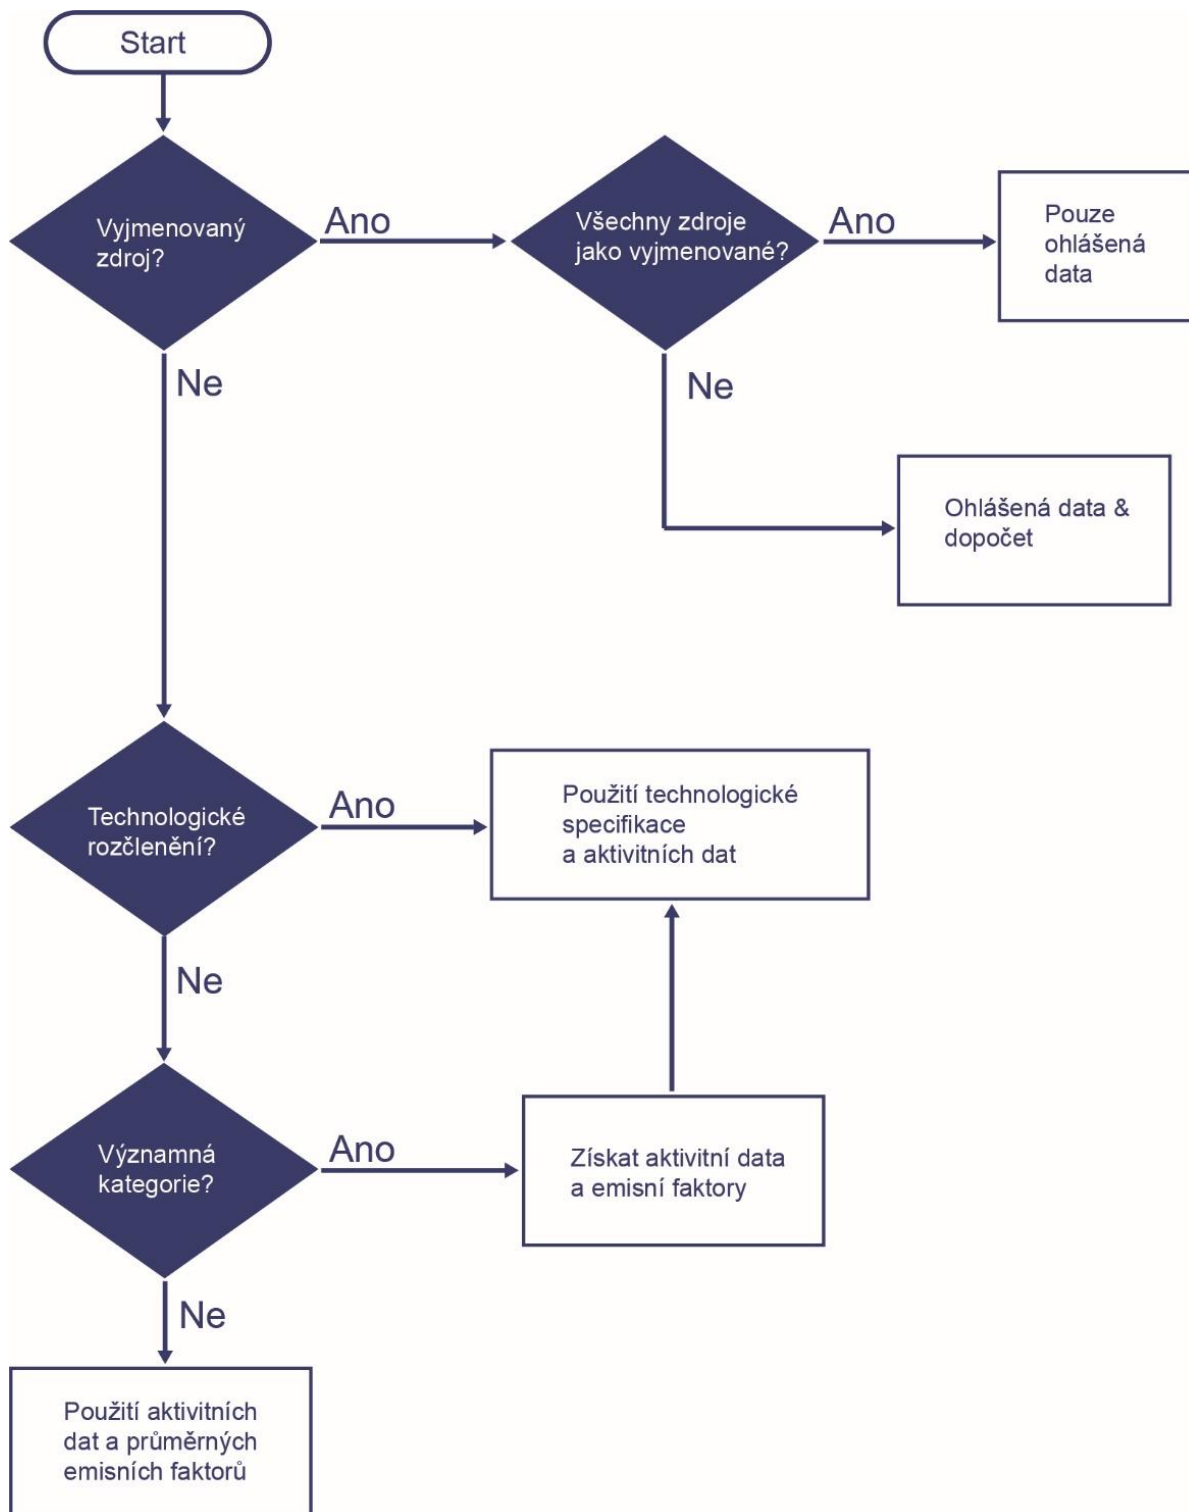 Start
Vyjmenovaný
zdroj?
Ano
Všechny zdroje
jako vyjmenované?
Ano
Pouze
ohlášená
data
Ne
Ne
Ohlášená data &
dopočet
Technologické
rozčlenění?
Ano
Použití technologické
specifikace
a aktivitních dat
Ne
Významná
kategorie?
Ano
Získat aktivitní data
a emisní faktory
Ne
Použití aktivitních
dat a průměrných
emisních faktorů